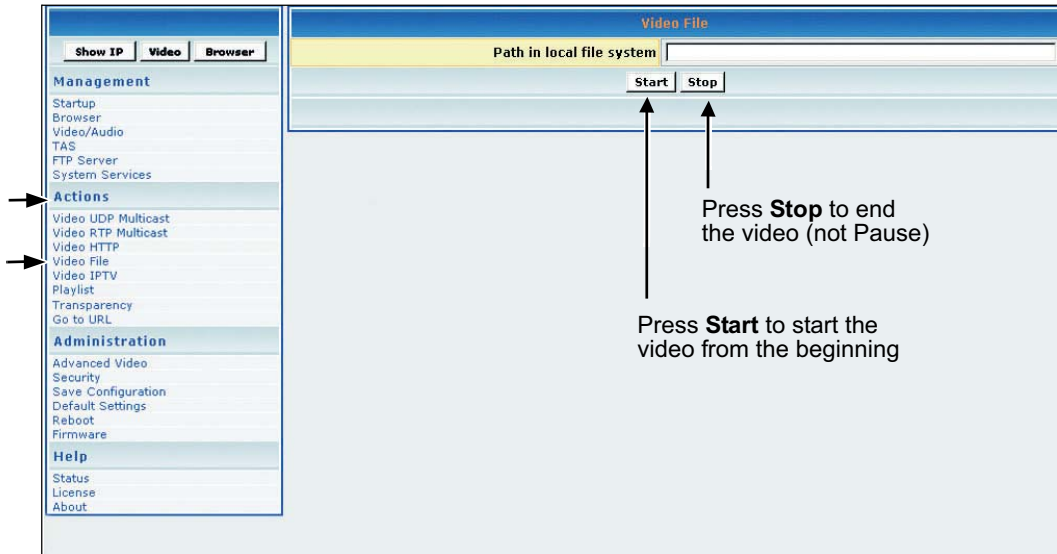 Show IP Video Browser
Management
Startup
Browser
Video/Audio
TAS
FTP Server
System Services
Actions
Video UDP Multicast
Video RTP Multicast
Video HTTP
Video File
Video IPTV
Playlist
Transparency
Go to URL
Administration
Advanced Video
Security
Save Configuration
Default Settings
Reboot
Firmware
Help
Status
License
About
Video File
Path in local file system
Start Stop
Press Stop to end
the video (not Pause)
Press Start to start the
video from the beginning